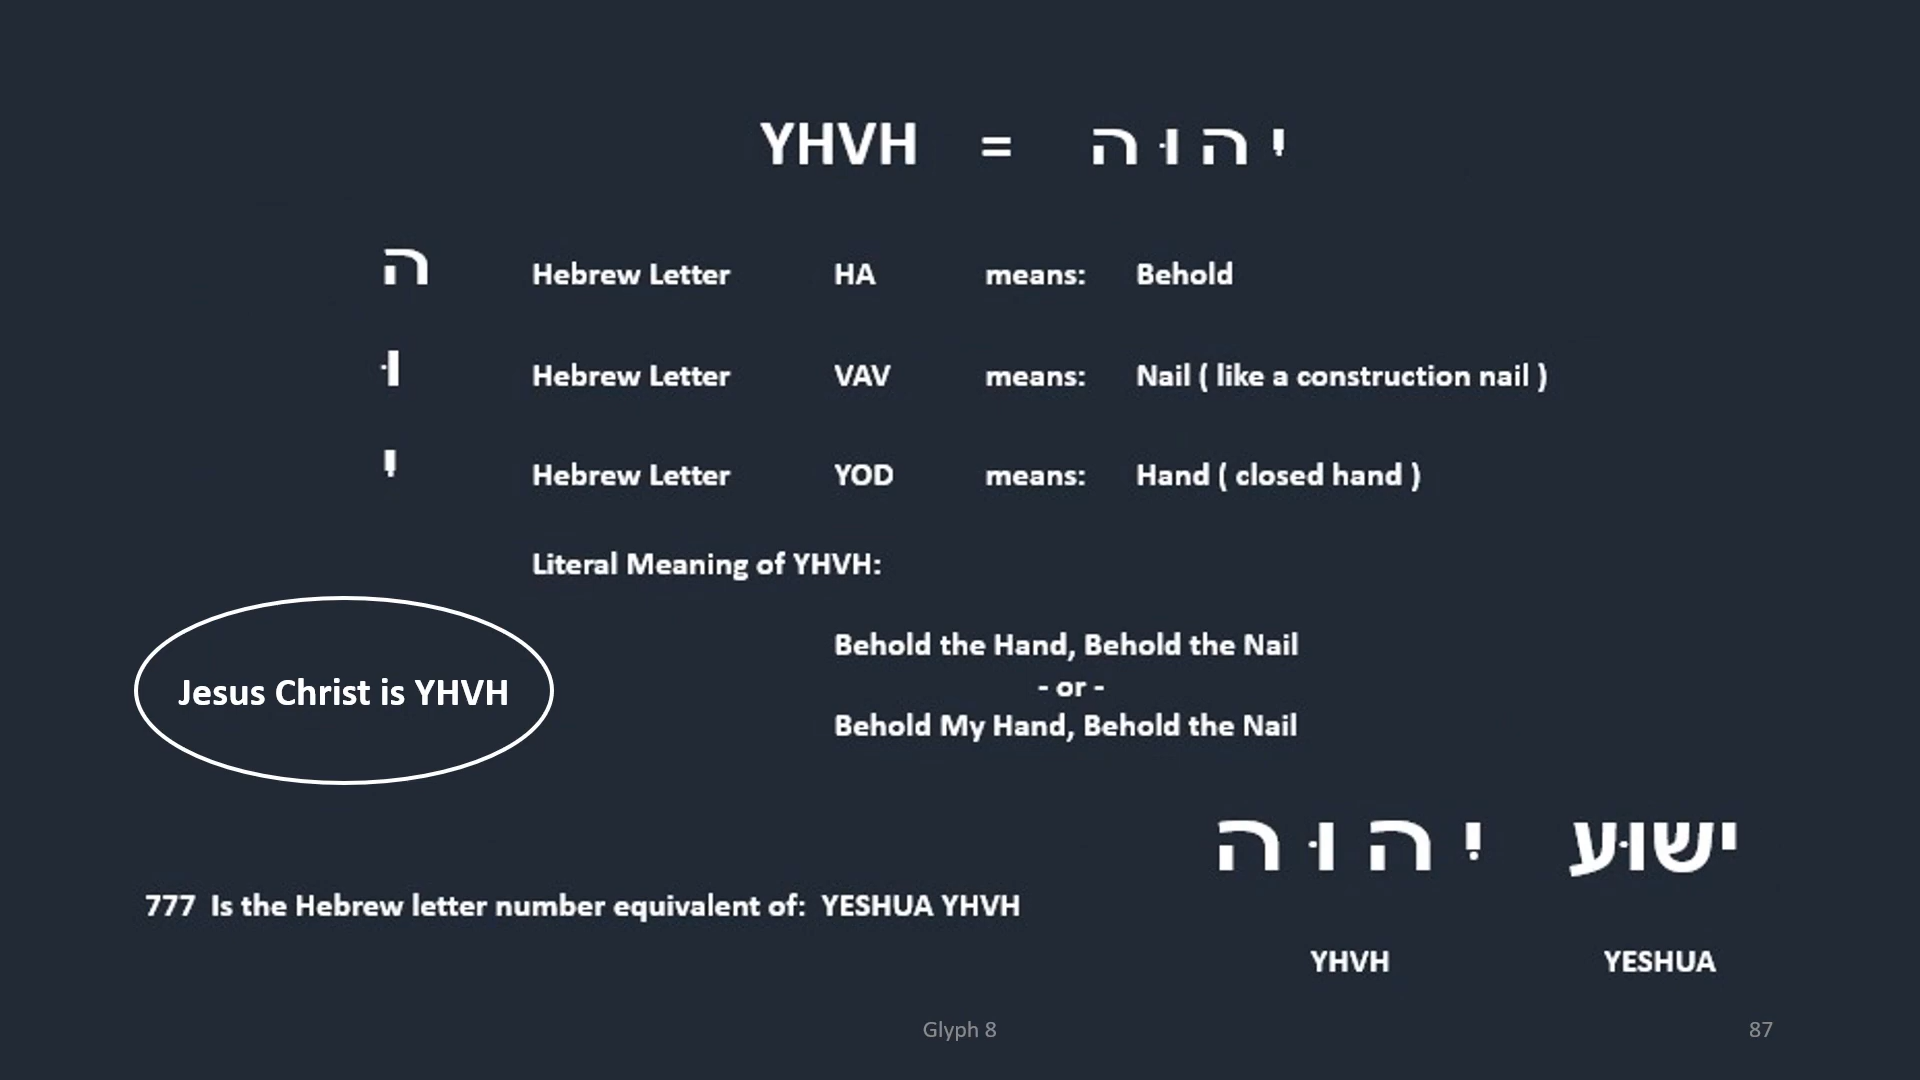 YHVH = יִ ה וּ ה
ה Hebrew Letter HA means: Behold
וּ Hebrew Letter VAV means: Nail ( like a construction nail )
יִ Hebrew Letter YOD means: Hand ( closed hand )
Literal Meaning of YHVH:
Behold the Hand, Behold the Nail
- or -
Behold My Hand, Behold the Nail
Jesus Christ is YHVH
ישוּע יִ ה וּ ה
777 Is the Hebrew letter number equivalent of: YESHUA YHVH
YHVH YESHUA
Glyph 8 87